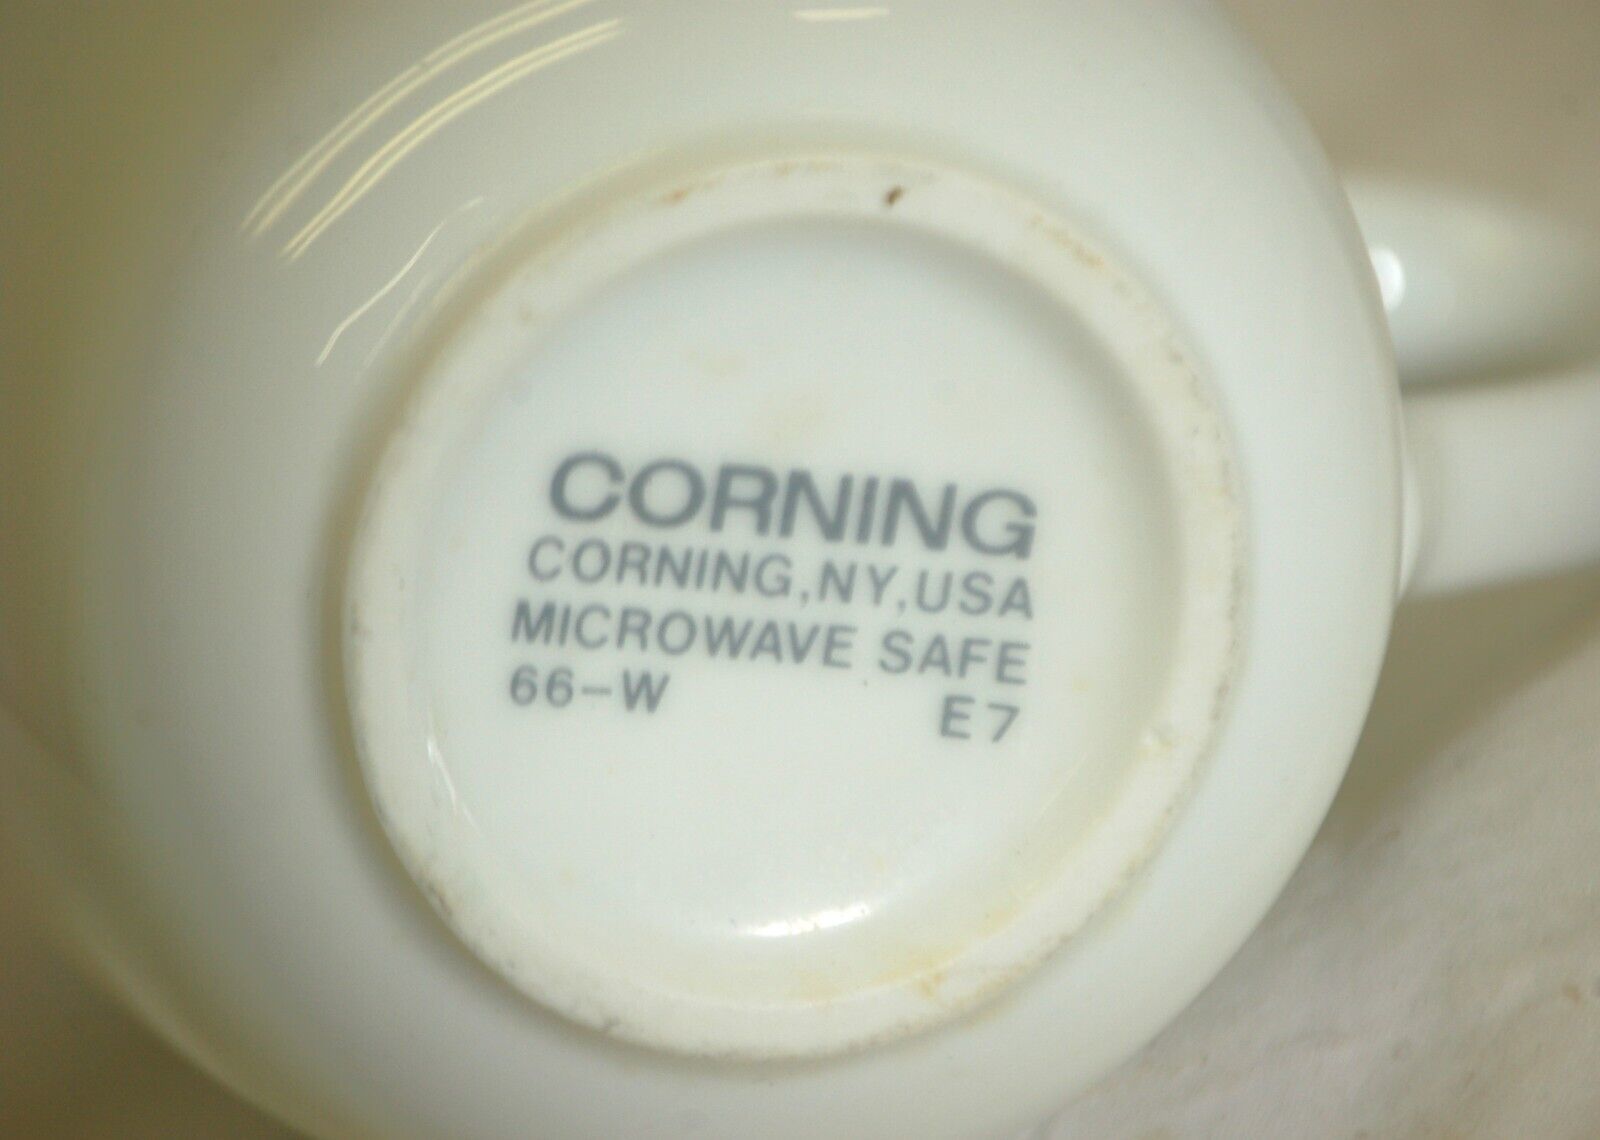 CORNING
CORNING, NY, USA
MICROWAVE SAFE
66-W E7